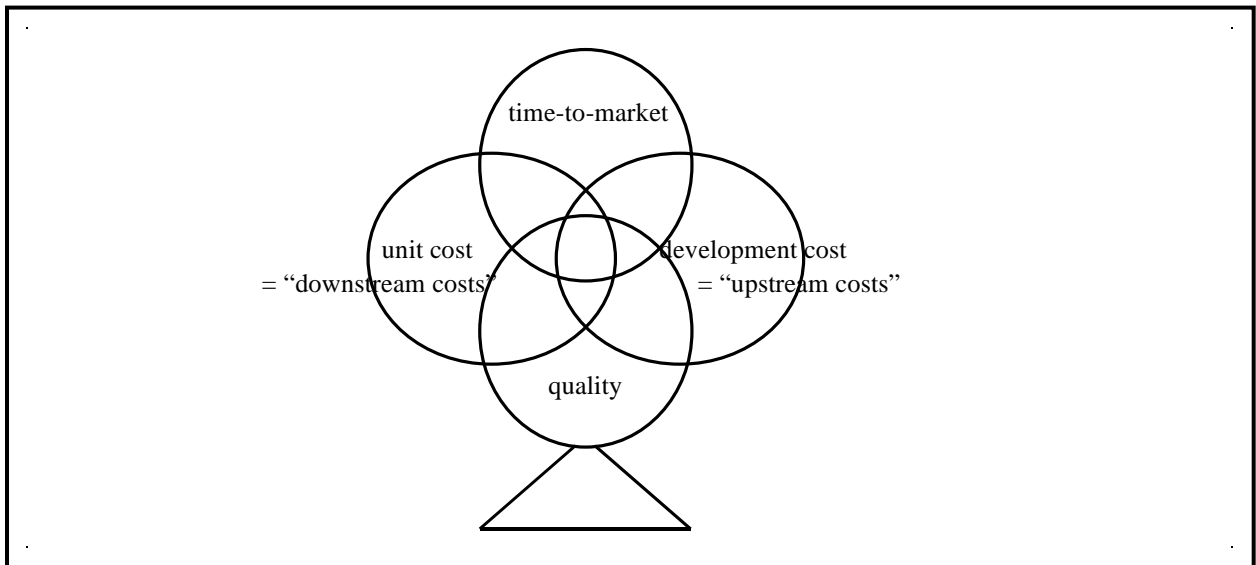 time-to-market
unit cost
= “downstream costs”
development cost
= “upstream costs”
quality